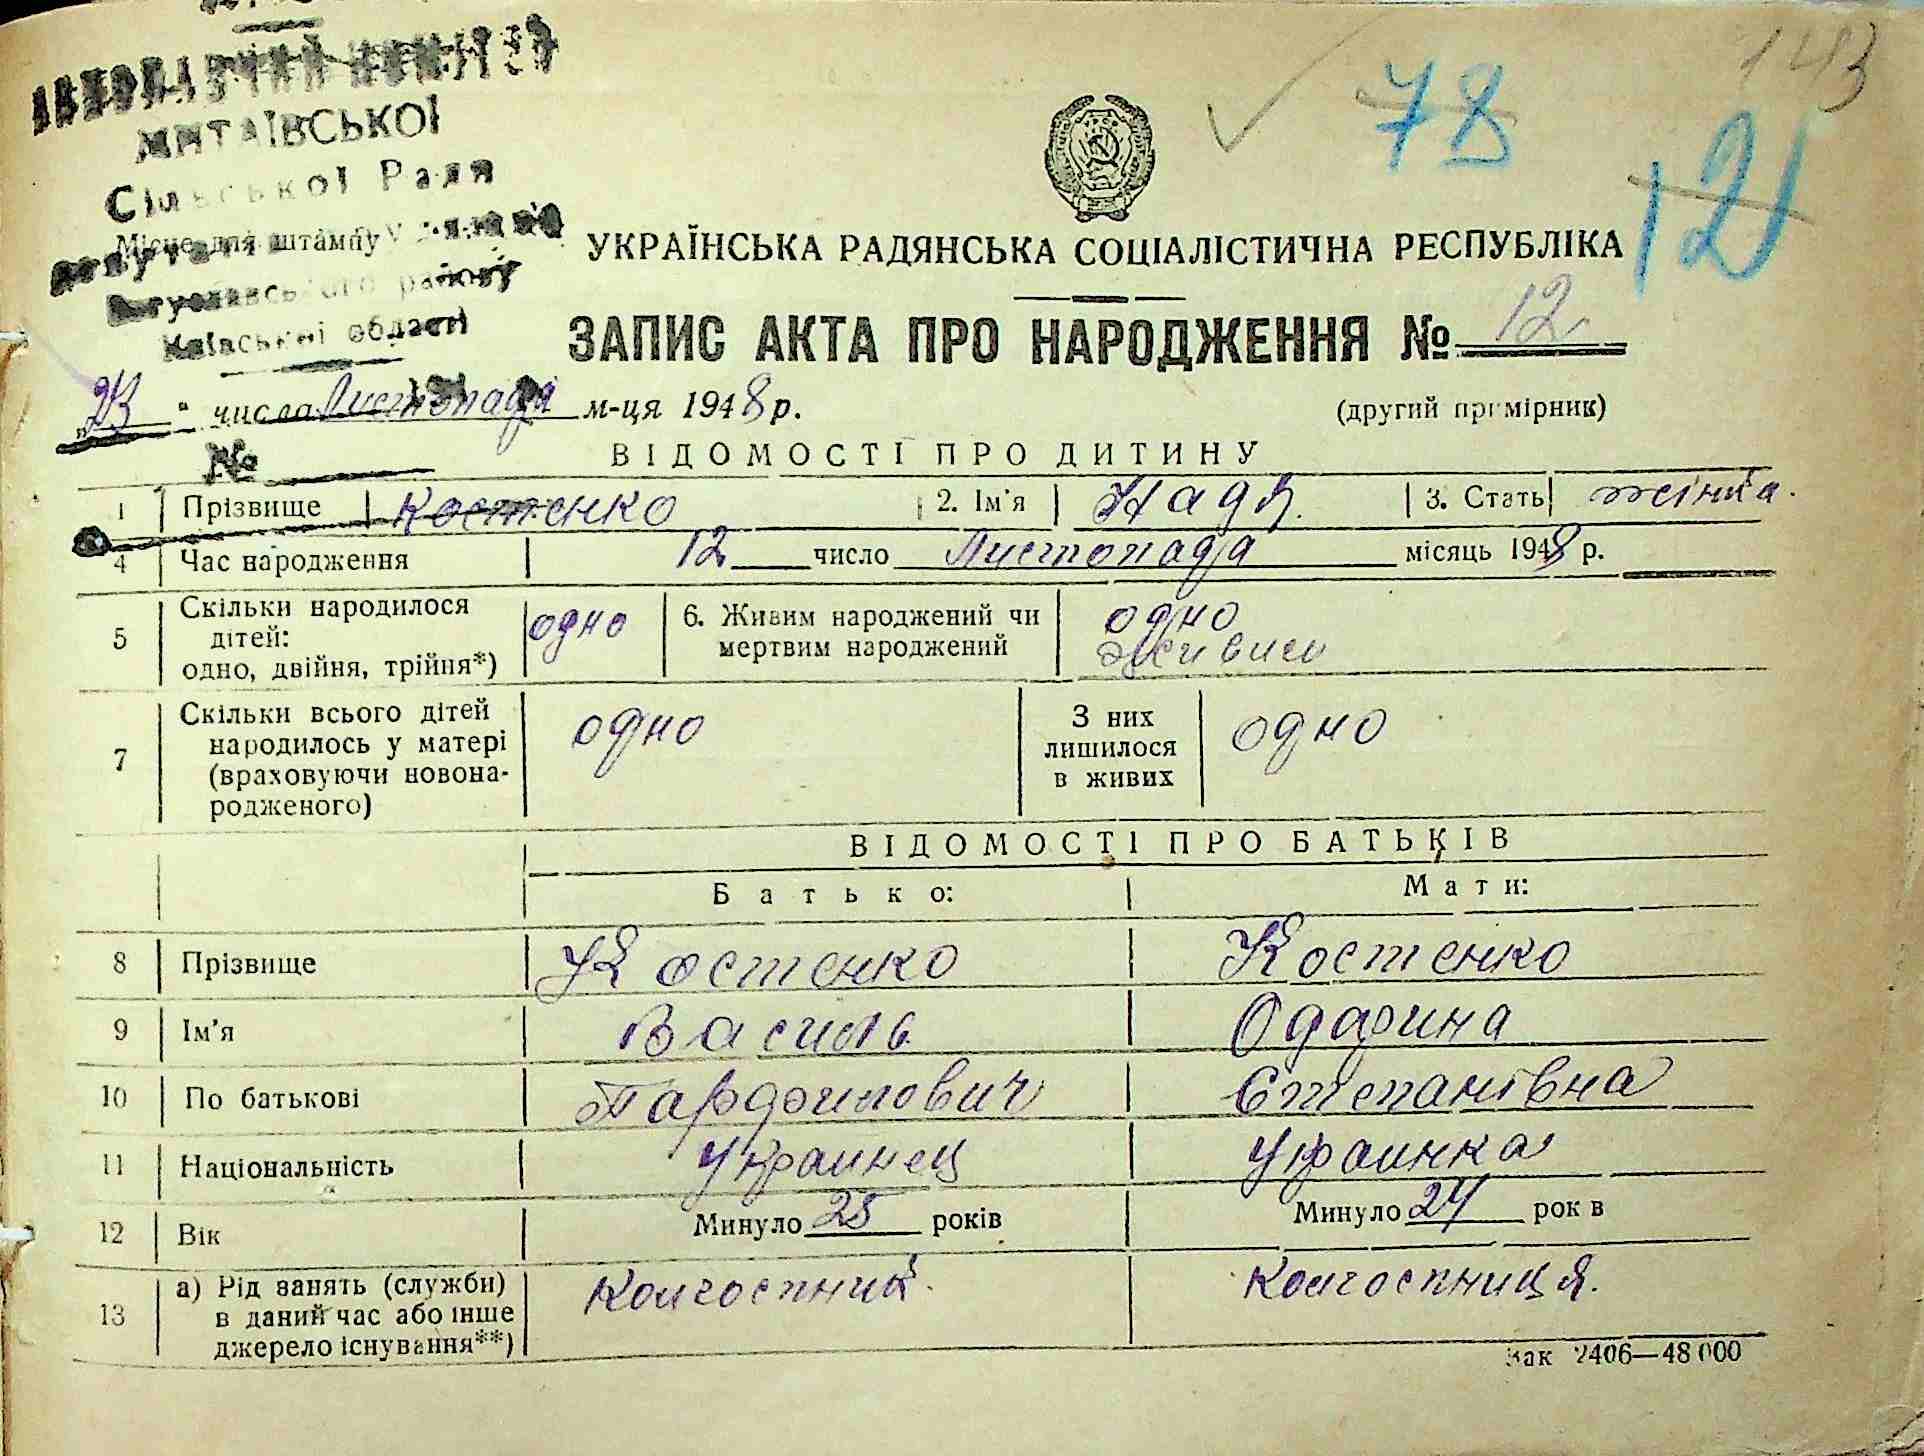 143
78
12
МИТАЇВСЬКОЇ
Сільської Ради
Місце для штампу
Богуславського району
Київської області
УКРАЇНСЬКА РАДЯНСЬКА СОЦІАЛІСТИЧНА РЕСПУБЛІКА
ЗАПИС АКТА ПРО НАРОДЖЕННЯ № 12
„23" числа Листопада м-ця 1948 р.
(другий примірник)
№
ВІДОМОСТІ ПРО ДИТИНУ
1 Прізвище Костенко 2. Ім'я Надя. 3. Стать жінка.
4 Час народження 12 число Листопада місяць 1948 р.
5 Скільки народилося дітей: одно, двійня, трійня*) одно 6. Живим народжений чи мертвим народжений одно живим
7 Скільки всього дітей народилось у матері (враховуючи новонародженого) одно З них лишилося в живих одно
ВІДОМОСТІ ПРО БАТЬКІВ
Батько: Мати:
8 Прізвище Костенко Костенко
9 Ім'я Василь Одарина
10 По батькові Степанівна
11 Національність Украинец Украинка
12 Вік Минуло 25 років Минуло 24 рок в
13 а) Рід занять (служби) в даний час або інше джерело існування**) Колгоспник. Колгоспниця.
Зак 2406—48 000